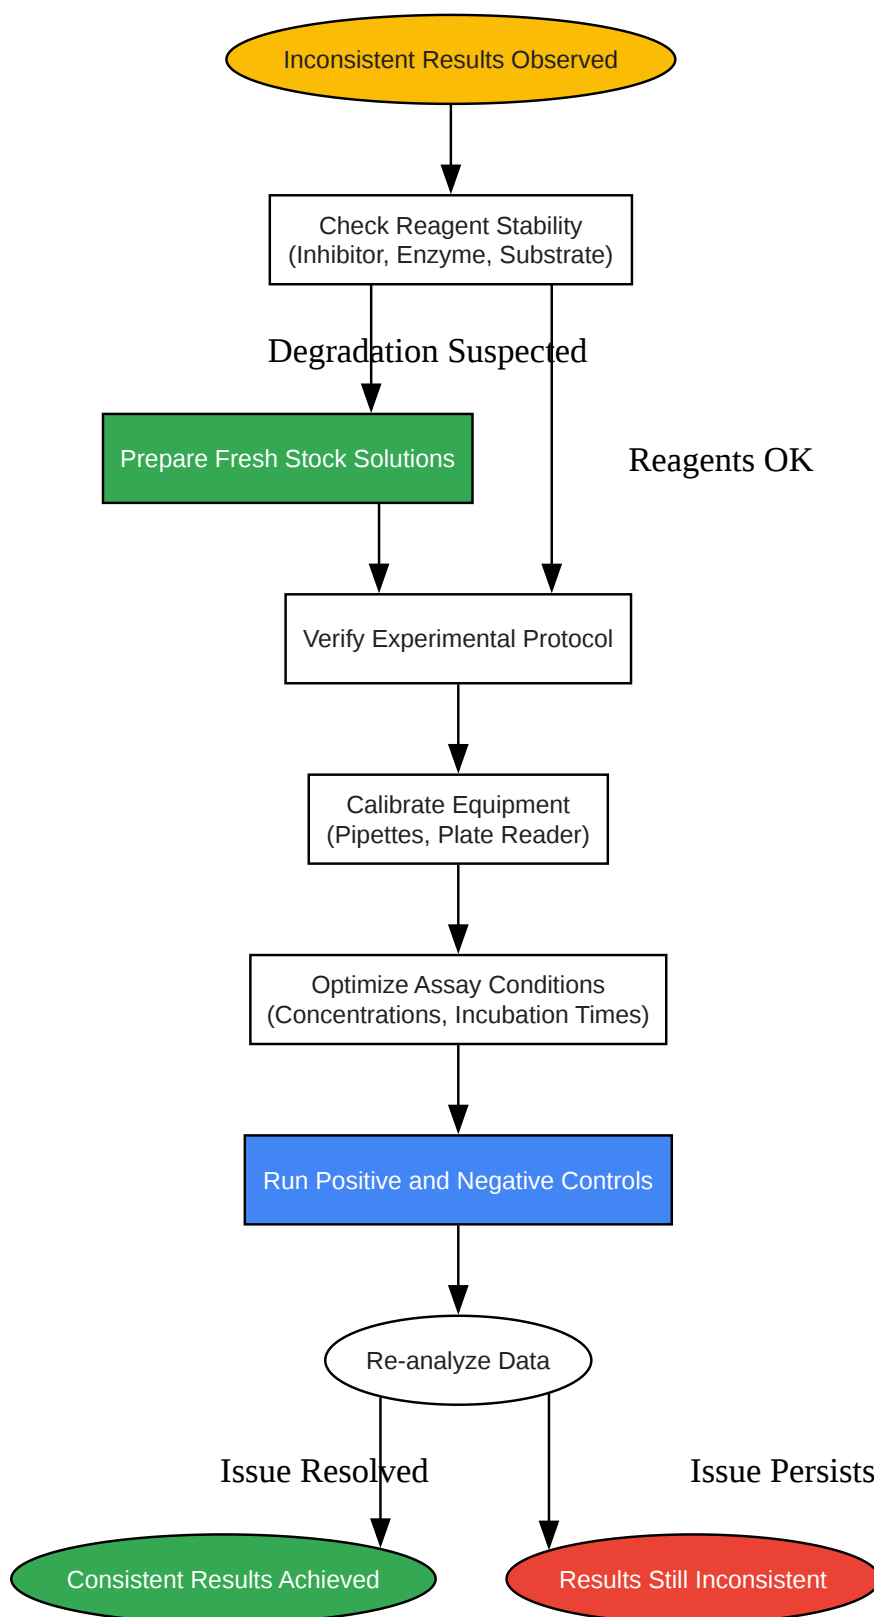 Inconsistent Results Observed
Check Reagent Stability
(Inhibitor, Enzyme, Substrate)
Degradation Suspected
Prepare Fresh Stock Solutions
Reagents OK
Verify Experimental Protocol
Calibrate Equipment
(Pipettes, Plate Reader)
Optimize Assay Conditions
(Concentrations, Incubation Times)
Run Positive and Negative Controls
Re-analyze Data
Issue Resolved
Issue Persists
Consistent Results Achieved
Results Still Inconsistent